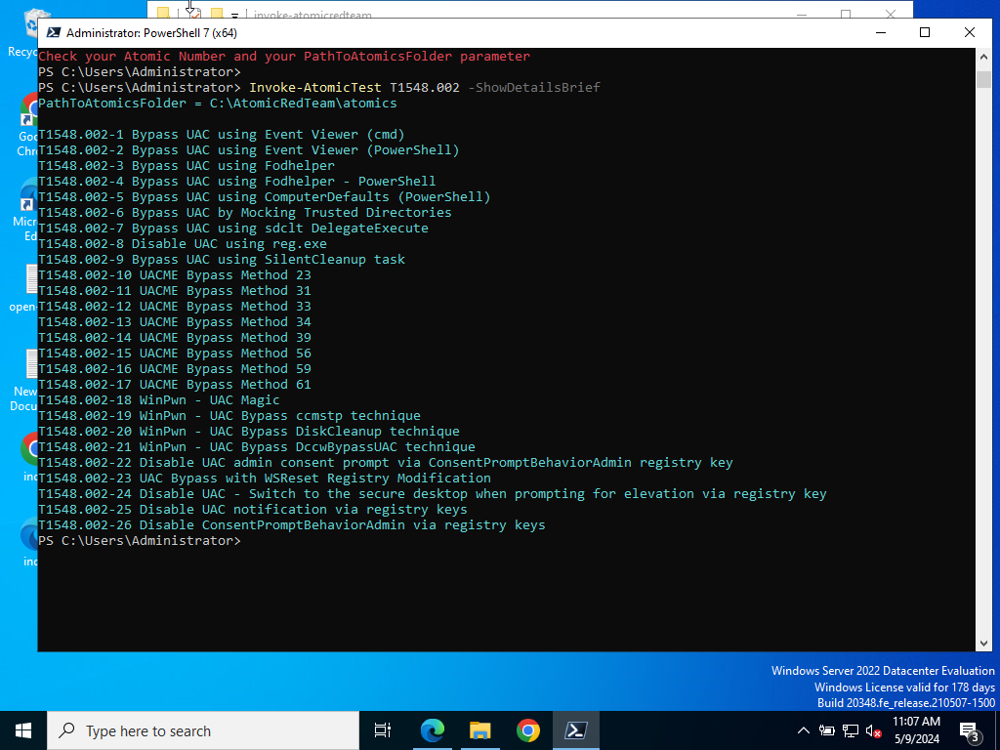 invoke-atomicredteam
Administrator: PowerShell 7 (x64)
Check your Atomic Number and your PathToAtomicsFolder parameter
PS C:\Users\Administrator>
PS C:\Users\Administrator> Invoke-AtomicTest T1548.002 -ShowDetailsBrief
PathToAtomicsFolder = C:\AtomicRedTeam\atomics
T1548.002-1 Bypass UAC using Event Viewer (cmd)
T1548.002-2 Bypass UAC using Event Viewer (PowerShell)
T1548.002-3 Bypass UAC using Fodhelper
T1548.002-4 Bypass UAC using Fodhelper - PowerShell
T1548.002-5 Bypass UAC using ComputerDefaults (PowerShell)
T1548.002-6 Bypass UAC by Mocking Trusted Directories
T1548.002-7 Bypass UAC using sdclt DelegateExecute
T1548.002-8 Disable UAC using reg.exe
T1548.002-9 Bypass UAC using SilentCleanup task
T1548.002-10 UACME Bypass Method 23
T1548.002-11 UACME Bypass Method 31
T1548.002-12 UACME Bypass Method 33
T1548.002-13 UACME Bypass Method 34
T1548.002-14 UACME Bypass Method 39
T1548.002-15 UACME Bypass Method 56
T1548.002-16 UACME Bypass Method 59
T1548.002-17 UACME Bypass Method 61
T1548.002-18 WinPwn - UAC Magic
T1548.002-19 WinPwn - UAC Bypass ccmstp technique
T1548.002-20 WinPwn - UAC Bypass DiskCleanup technique
T1548.002-21 WinPwn - UAC Bypass DccwBypassUAC technique
T1548.002-22 Disable UAC admin consent prompt via ConsentPromptBehaviorAdmin registry key
T1548.002-23 UAC Bypass with WSReset Registry Modification
T1548.002-24 Disable UAC - Switch to the secure desktop when prompting for elevation via registry key
T1548.002-25 Disable UAC notification via registry keys
T1548.002-26 Disable ConsentPromptBehaviorAdmin via registry keys
PS C:\Users\Administrator>
Recyc
Goo
Chr
Micr
Ed
open-
New
Docu
inc
inc
Windows Server 2022 Datacenter Evaluation
Windows License valid for 178 days
Build 20348.fe_release.210507-1500
Type here to search
11:07 AM
5/9/2024
3